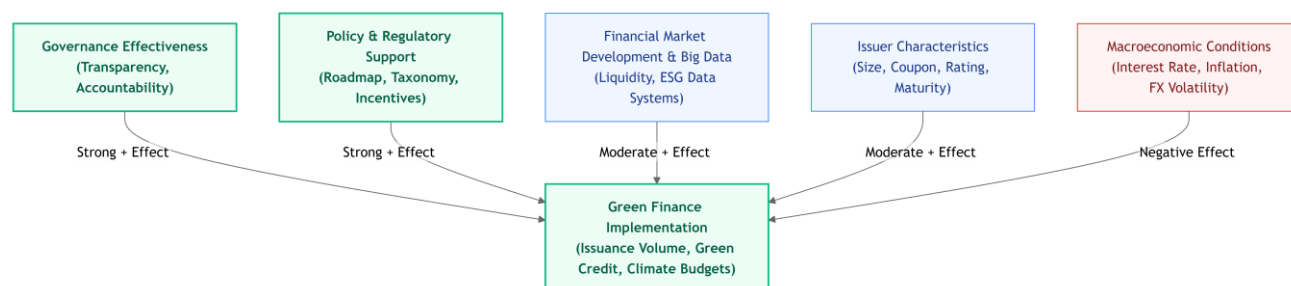 Governance Effectiveness
(Transparency,
Accountability)
Policy & Regulatory
Support
(Roadmap, Taxonomy,
Incentives)
Financial Market
Development & Big Data
(Liquidity, ESG Data
Systems)
Issuer Characteristics
(Size, Coupon, Rating,
Maturity)
Macroeconomic Conditions
(Interest Rate, Inflation,
FX Volatility)
Strong + Effect
Strong + Effect
Moderate + Effect
Moderate + Effect
Negative Effect
Green Finance
Implementation
(Issuance Volume, Green
Credit, Climate Budgets)